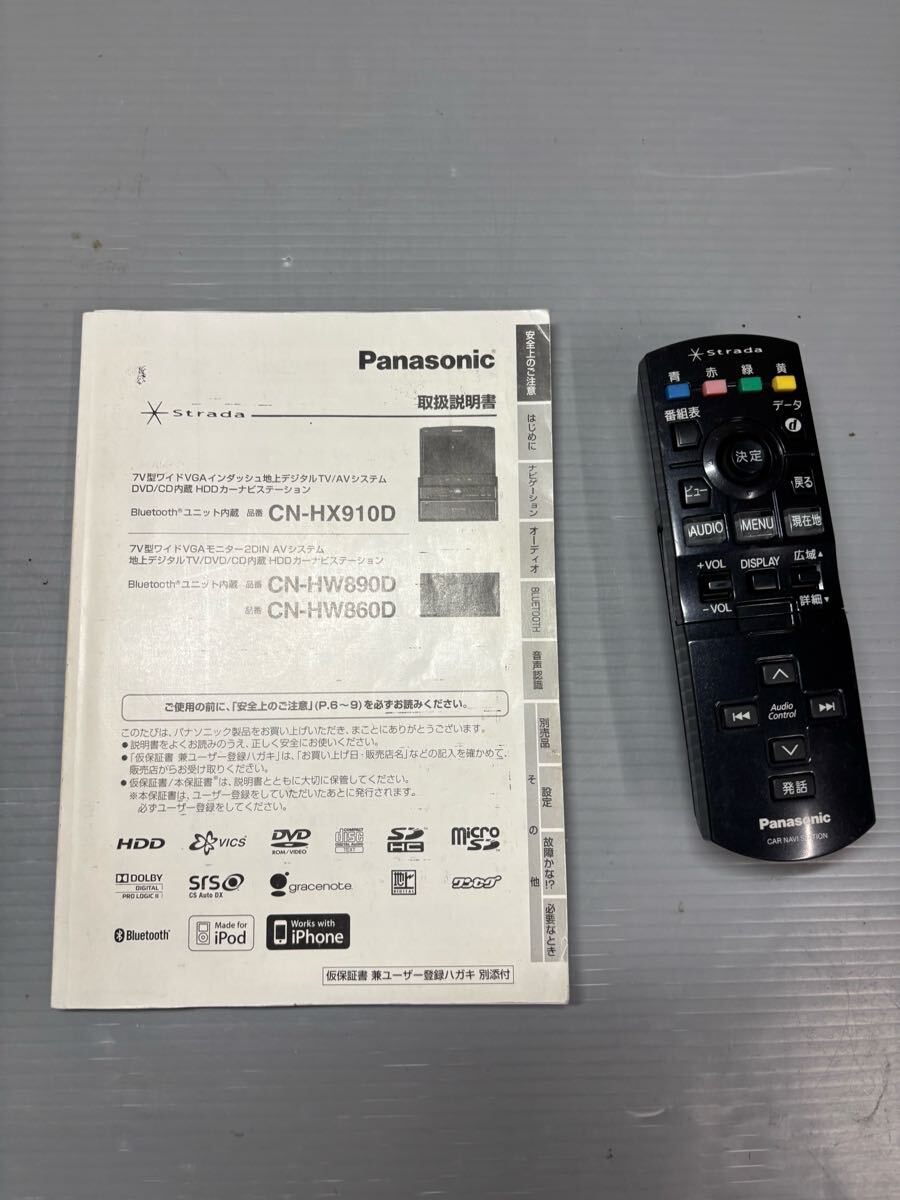 Panasonic
Strada
取扱説明書
7V型ワイドVGAインダッシュ地上デジタルTV/AVシステム
DVD/CD内蔵 HDDカーナビステーション
Bluetooth®ユニット内蔵 品番 CN-HX910D
7V型ワイドVGAモニター2DIN AVシステム
地上デジタルTV/DVD/CD内蔵 HDDカーナビステーション
Bluetooth®ユニット内蔵 品番 CN-HW890D
品番 CN-HW860D
ご使用の前に、「安全上のご注意」(P.6〜9)を必ずお読みください。
このたびは、パナソニック製品をお買い上げいただき、まことにありがとうございます。
●説明書をよくお読みのうえ、正しく安全にお使いください。
●「仮保証書 兼ユーザー登録ハガキ」は、「お買い上げ日・販売店名」などの記入を確かめて、
販売店からお受け取りください。
●仮保証書/本保証書※は、説明書とともに大切に保管してください。
※本保証書は、ユーザー登録をしていただいたあとに発行されます。
必ずユーザー登録をしてください。
HDD VICS DVD ROM/VIDEO COMPACT disc DIGITAL AUDIO TEXT SD HC micro SD
DOLBY DIGITAL PRO LOGIC II SRS CS Auto DX gracenote. 地デジ DIGITAL ワンセグ
Bluetooth® Made for iPod Works with iPhone
仮保証書 兼ユーザー登録ハガキ 別添付
安全上のご注意
はじめに
ナビゲーション
オーディオ
BLUETOOTH
音声認識
別売品
その他
設定
故障かな!?
必要なとき
Strada
青 赤 緑 黄
番組表 データ
d
決定
ビュー 戻る
AUDIO MENU 現在地
+VOL DISPLAY 広域▲
-VOL 詳細▼
Audio
Control
発話
Panasonic
CAR NAVI STATION